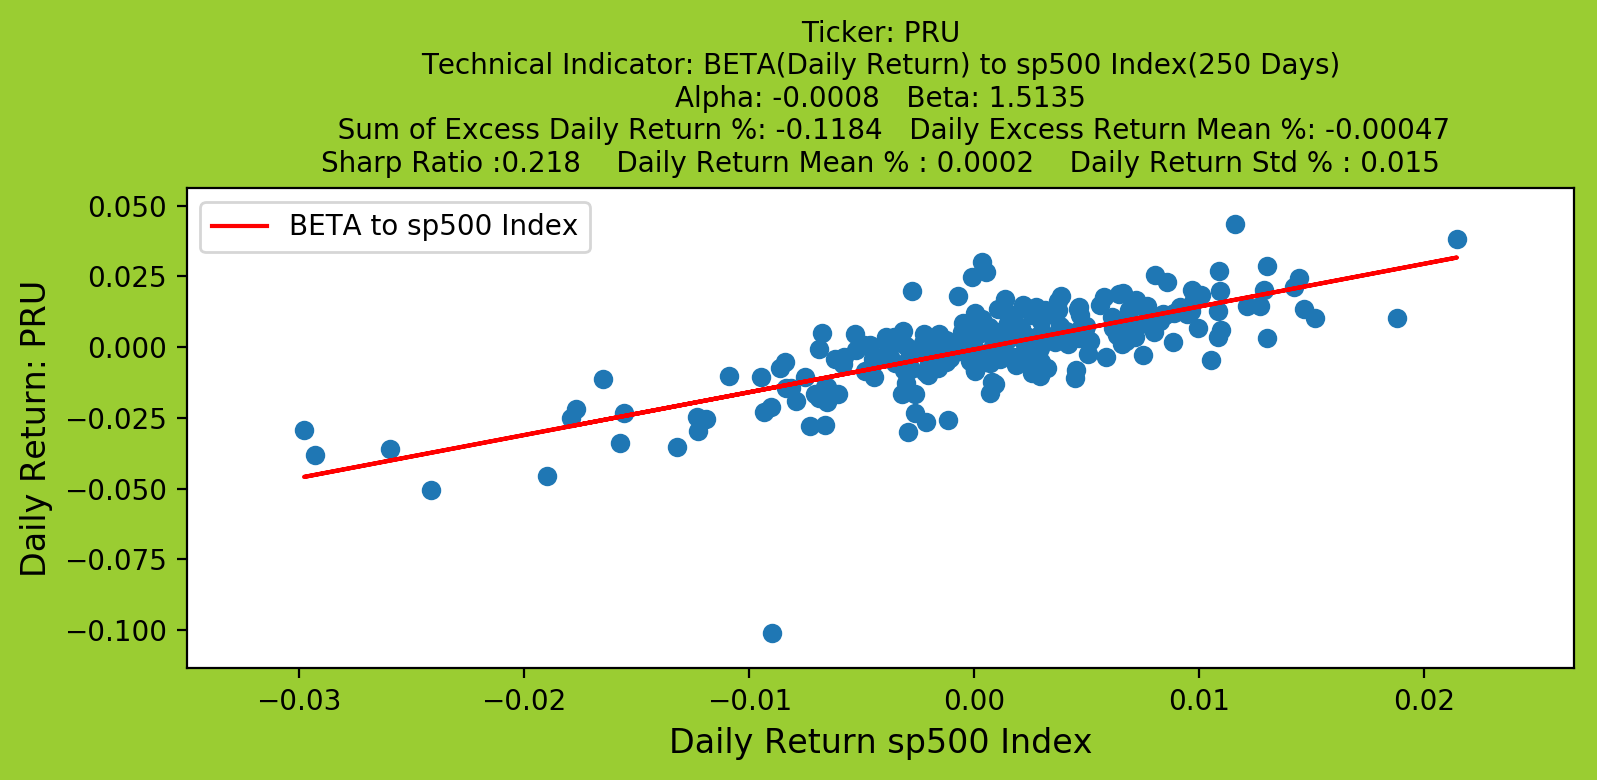 Ticker: PRU
Technical Indicator: BETA(Daily Return) to sp500 Index(250 Days)
Alpha: -0.0008   Beta: 1.5135
Sum of Excess Daily Return %: -0.1184   Daily Excess Return Mean %: -0.00047
Sharp Ratio :0.218    Daily Return Mean % : 0.0002    Daily Return Std % : 0.015
BETA to sp500 Index
Daily Return: PRU
0.050
0.025
0.000
−0.025
−0.050
−0.075
−0.100
−0.03 −0.02 −0.01 0.00 0.01 0.02
Daily Return sp500 Index